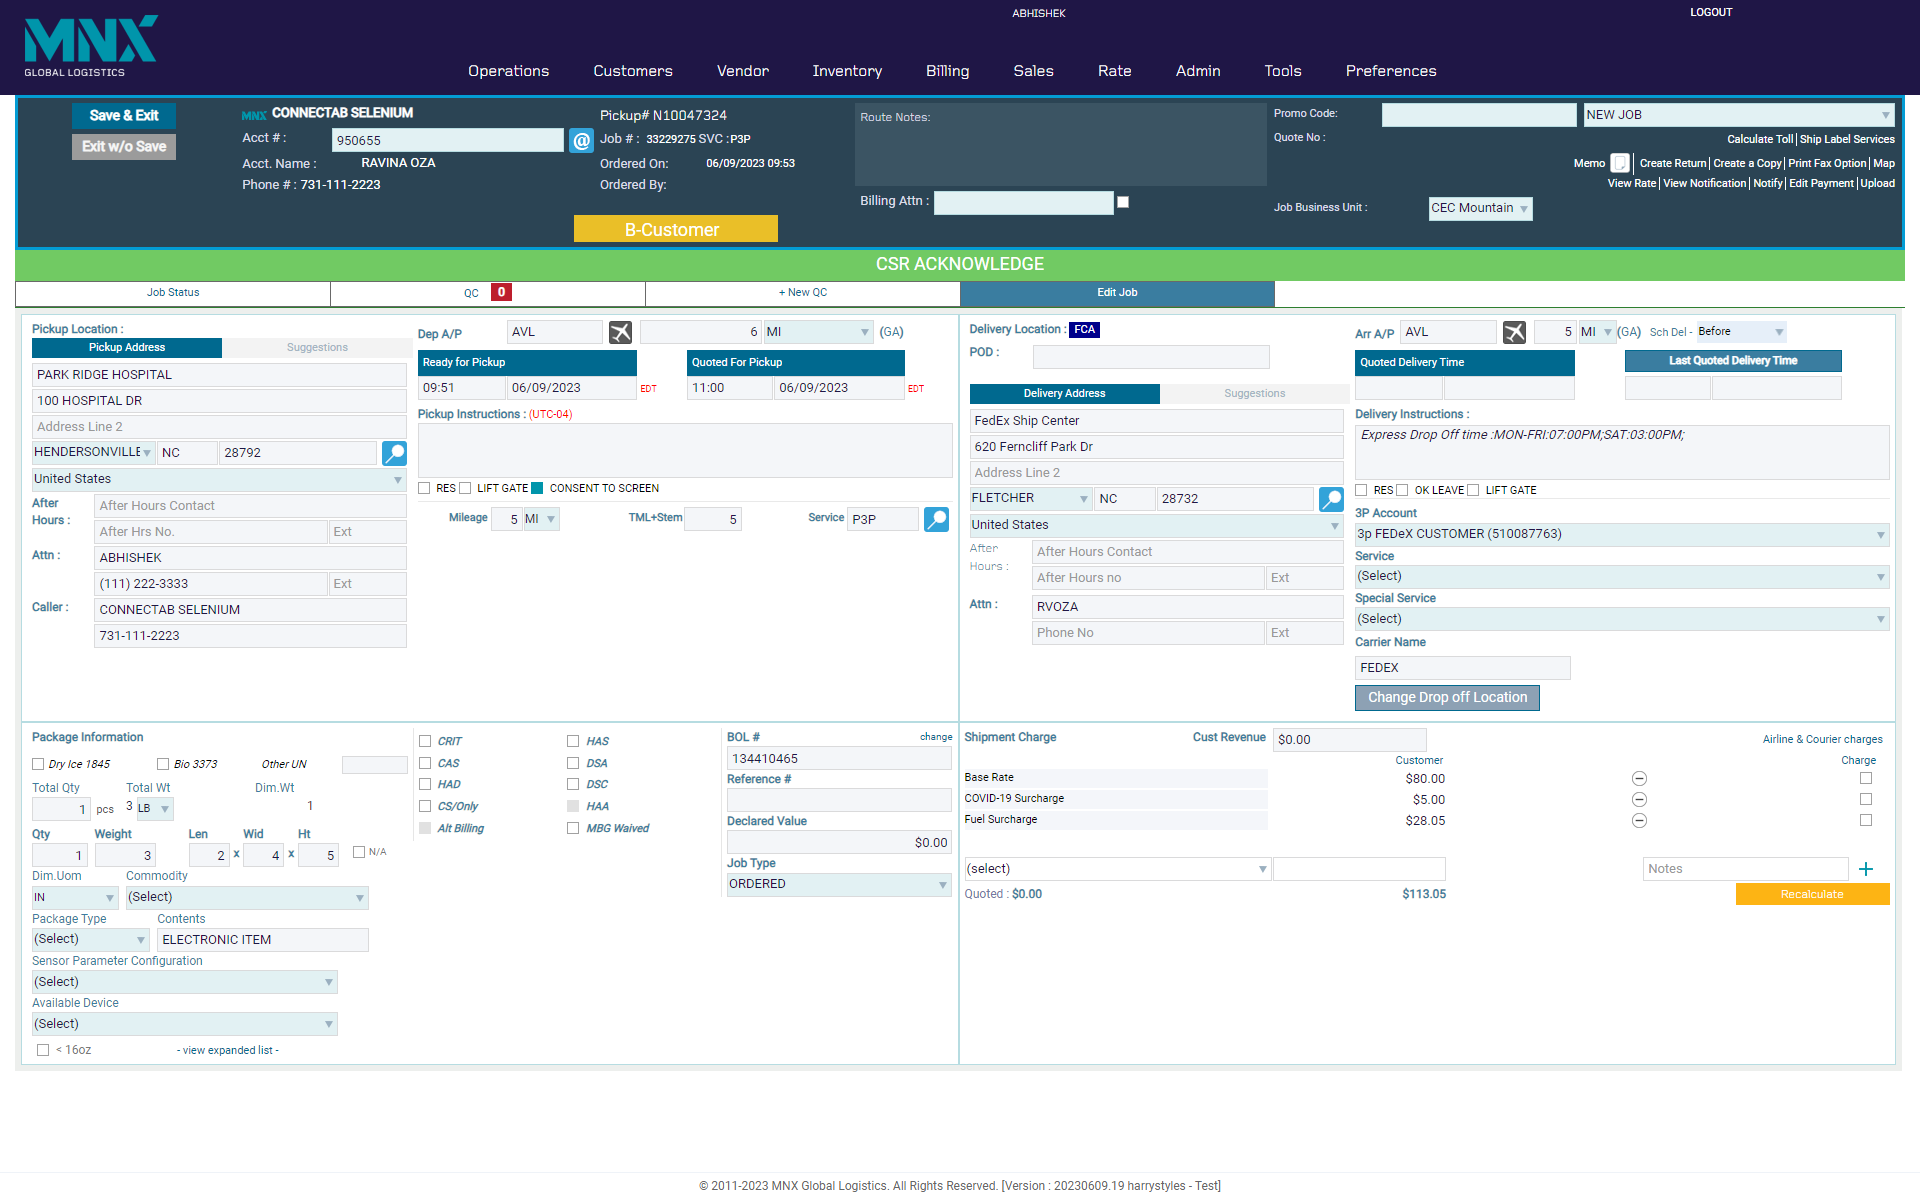 ABHISHEK
LOGOUT
MNX
GLOBAL LOGISTICS
Operations Customers Vendor Inventory Billing Sales Rate Admin Tools Preferences
Save & Exit
Exit w/o Save
MNX CONNECTAB SELENIUM
Acct # : 950655 @
Acct. Name : RAVINA OZA
Phone # : 731-111-2223
Pickup# N10047324
Job # : 33229275 SVC :P3P
Ordered On: 06/09/2023 09:53
Ordered By:
B-Customer
Route Notes:
Billing Attn :
Promo Code: NEW JOB
Quote No :
Calculate Toll | Ship Label Services
Memo | Create Return | Create a Copy | Print Fax Option | Map
View Rate | View Notification | Notify | Edit Payment | Upload
Job Business Unit : CEC Mountain
CSR ACKNOWLEDGE
Job Status QC 0 + New QC Edit Job
Pickup Location :
Pickup Address Suggestions
PARK RIDGE HOSPITAL
100 HOSPITAL DR
Address Line 2
HENDERSONVILLE NC 28792
United States
After Hours : After Hours Contact
After Hrs No. Ext
Attn : ABHISHEK
(111) 222-3333 Ext
Caller : CONNECTAB SELENIUM
731-111-2223
Dep A/P AVL 6 MI (GA)
Ready for Pickup Quoted For Pickup
09:51 06/09/2023 EDT 11:00 06/09/2023 EDT
Pickup Instructions : (UTC-04)
RES LIFT GATE CONSENT TO SCREEN
Mileage 5 MI TML+Stem 5 Service P3P
Delivery Location : FCA
POD :
Delivery Address Suggestions
FedEx Ship Center
620 Ferncliff Park Dr
Address Line 2
FLETCHER NC 28732
United States
After Hours : After Hours Contact
After Hours no Ext
Attn : RVOZA
Phone No Ext
Arr A/P AVL 5 MI (GA) Sch Del - Before
Quoted Delivery Time Last Quoted Delivery Time
Delivery Instructions :
Express Drop Off time :MON-FRI:07:00PM;SAT:03:00PM;
RES OK LEAVE LIFT GATE
3P Account
3p FEDeX CUSTOMER (510087763)
Service
(Select)
Special Service
(Select)
Carrier Name
FEDEX
Change Drop off Location
Package Information
Dry Ice 1845 Bio 3373 Other UN
Total Qty Total Wt Dim.Wt
1 pcs 3 LB 1
Qty Weight Len Wid Ht
1 3 2 x 4 x 5 N/A
Dim.Uom Commodity
IN (Select)
Package Type Contents
(Select) ELECTRONIC ITEM
Sensor Parameter Configuration
(Select)
Available Device
(Select)
< 16oz - view expanded list -
CRIT HAS
CAS DSA
HAD DSC
CS/Only HAA
Alt Billing MBG Waived
BOL # change
134410465
Reference #
Declared Value
$0.00
Job Type
ORDERED
Shipment Charge Cust Revenue $0.00 Airline & Courier charges
Customer Charge
Base Rate $80.00
COVID-19 Surcharge $5.00
Fuel Surcharge $28.05
(select) Notes +
Quoted : $0.00 $113.05 Recalculate
© 2011-2023 MNX Global Logistics. All Rights Reserved. [Version : 20230609.19 harrystyles - Test]